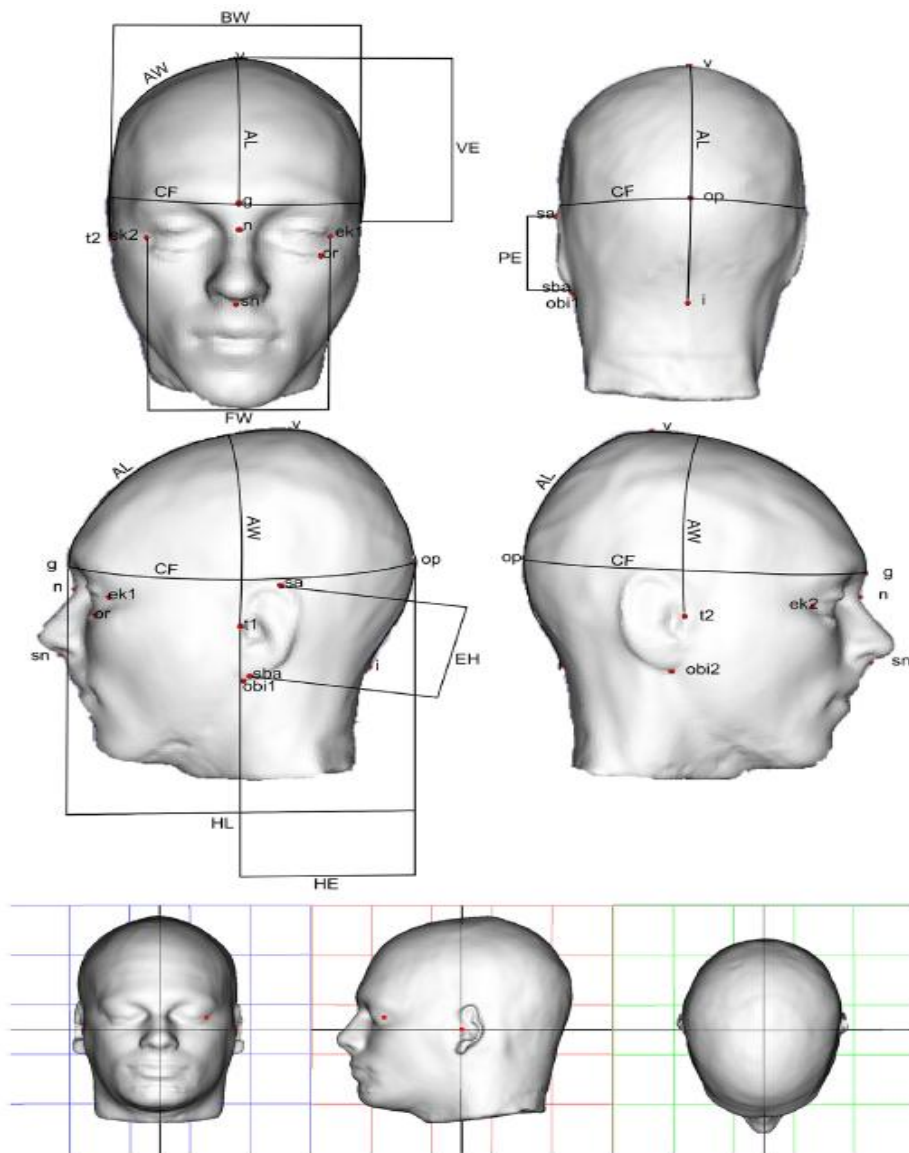 BW
v
AW
AL
VE
CF
g
n
t2
ek2
ek1
or
sn
FW
v
AL
op
sa
PE
sba
obi1
i
v
AL
AW
g
CF
op
n
sa
ek1
or
t1
sn
EH
sba
i
obi1
HL
HE
v
AL
AW
op
CF
g
n
ek2
t2
sn
obi2